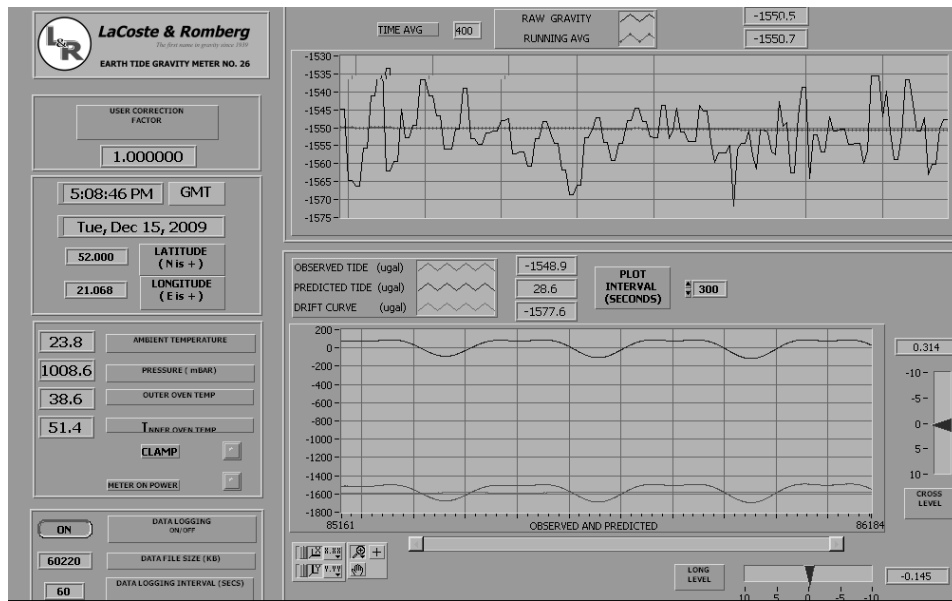 L&R
LaCoste & Romberg
The first name in gravity since 1939
EARTH TIDE GRAVITY METER NO. 26
USER CORRECTION
FACTOR
1.000000
5:08:46 PM GMT
Tue, Dec 15, 2009
52.000 LATITUDE
( N is + )
21.068 LONGITUDE
( E is + )
23.8 AMBIENT TEMPERATURE
1008.6 PRESSURE ( mBAR)
38.6 OUTER OVEN TEMP
51.4 INNER OVEN TEMP
CLAMP
METER ON POWER
ON DATA LOGGING
ON/OFF
60220 DATA FILE SIZE (KB)
60 DATA LOGGING INTERVAL (SECS)
TIME AVG 400
RAW GRAVITY -1550.5
RUNNING AVG -1550.7
-1530
-1535
-1540
-1545
-1550
-1555
-1560
-1565
-1570
-1575
OBSERVED TIDE (ugal) -1548.9
PREDICTED TIDE (ugal) 28.6
DRIFT CURVE (ugal) -1577.6
PLOT
INTERVAL
(SECONDS)
300
200
0
-200
-400
-600
-800
-1000
-1200
-1400
-1600
-1800
85161 OBSERVED AND PREDICTED 86184
0.314
-10
-5
0
5
10
CROSS
LEVEL
X X.XX
Y Y.YY
LONG
LEVEL
10 5 0 -5 -10
-0.145